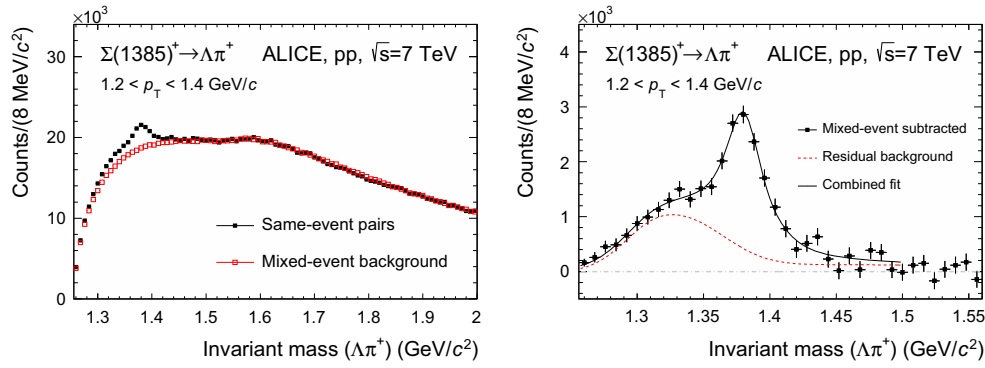 ×10³
Σ(1385)⁺→Λπ⁺ ALICE, pp, √s=7 TeV
1.2 < p_T < 1.4 GeV/c
Counts/(8 MeV/c²)
30
20
10
0
Same-event pairs
Mixed-event background
1.3 1.4 1.5 1.6 1.7 1.8 1.9 2
Invariant mass (Λπ⁺) (GeV/c²)
×10³
Σ(1385)⁺→Λπ⁺ ALICE, pp, √s=7 TeV
1.2 < p_T < 1.4 GeV/c
Counts/(8 MeV/c²)
4
3
2
1
0
Mixed-event subtracted
Residual background
Combined fit
1.3 1.35 1.4 1.45 1.5 1.55
Invariant mass (Λπ⁺) (GeV/c²)